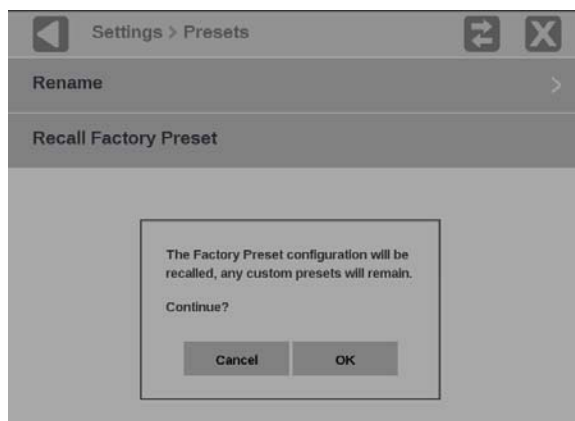 Settings > Presets
Rename
Recall Factory Preset
The Factory Preset configuration will be
recalled, any custom presets will remain.
Continue?
Cancel OK